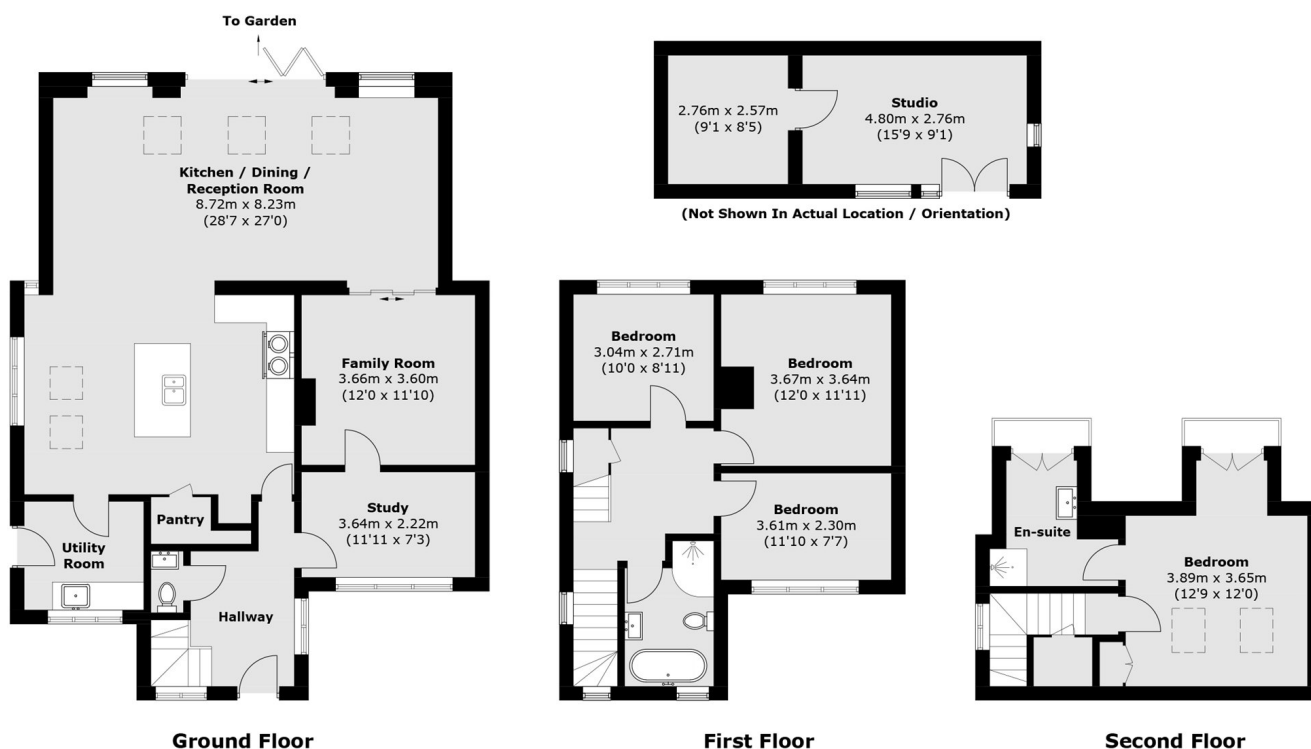 To Garden
Kitchen / Dining /
Reception Room
8.72m x 8.23m
(28'7 x 27'0)
Family Room
3.66m x 3.60m
(12'0 x 11'10)
Study
3.64m x 2.22m
(11'11 x 7'3)
Pantry
Utility
Room
Hallway
Ground Floor
2.76m x 2.57m
(9'1 x 8'5)
Studio
4.80m x 2.76m
(15'9 x 9'1)
(Not Shown In Actual Location / Orientation)
Bedroom
3.04m x 2.71m
(10'0 x 8'11)
Bedroom
3.67m x 3.64m
(12'0 x 11'11)
Bedroom
3.61m x 2.30m
(11'10 x 7'7)
First Floor
En-suite
Bedroom
3.89m x 3.65m
(12'9 x 12'0)
Second Floor